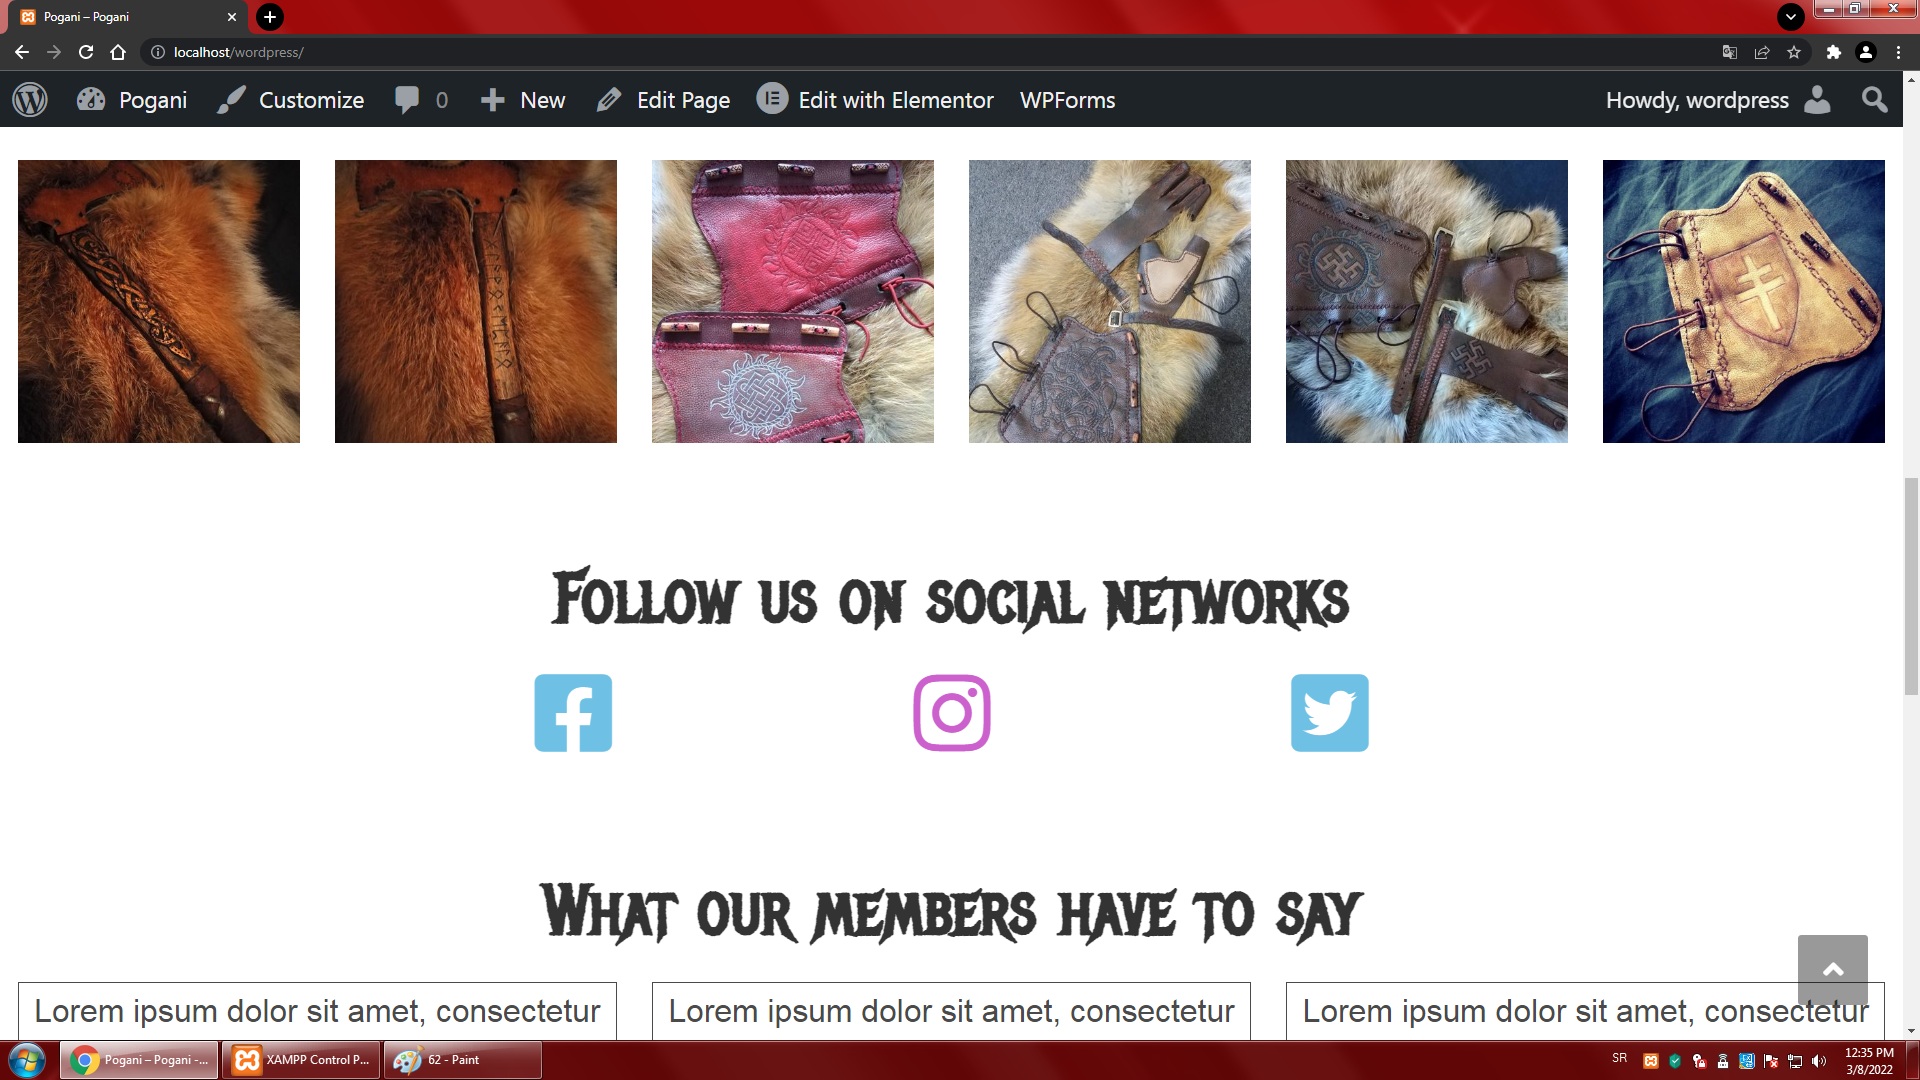 Pogani – Pogani
localhost/wordpress/
Pogani
Customize
0
New
Edit Page
Edit with Elementor
WPForms
Howdy, wordpress
Follow us on social networks
What our members have to say
Lorem ipsum dolor sit amet, consectetur
Lorem ipsum dolor sit amet, consectetur
Lorem ipsum dolor sit amet, consectetur
Pogani – Pogani -...
XAMPP Control P...
62 - Paint
SR
12:35 PM
3/8/2022